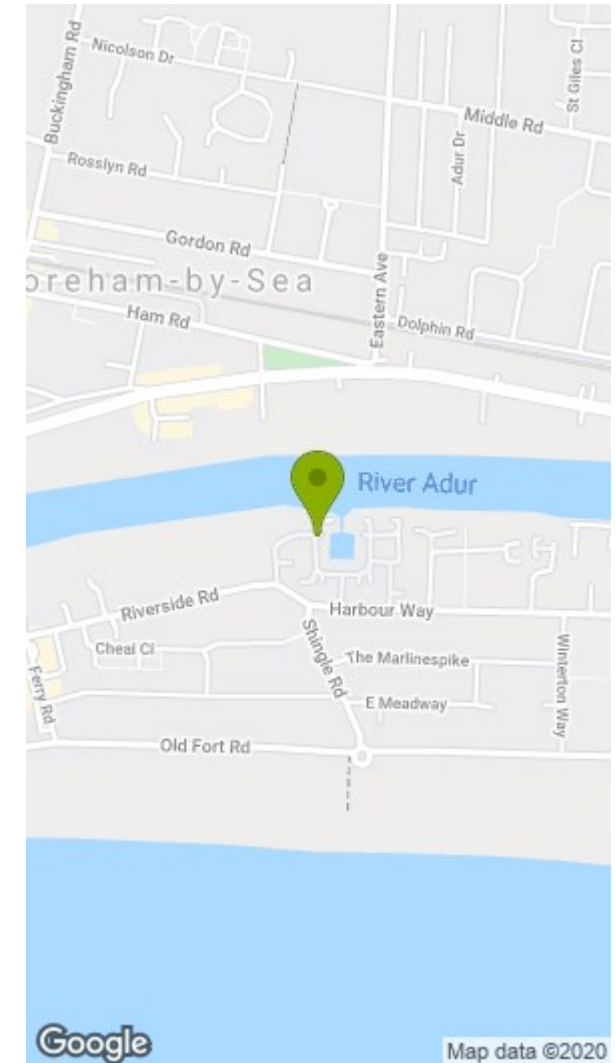 Nicolson Dr
Buckingham Rd
St Giles Cl
Middle Rd
Adur Dr
Rosslyn Rd
Gordon Rd
Eastern Ave
oreham-by-Sea
Ham Rd
Dolphin Rd
River Adur
Riverside Rd
Harbour Way
Cheal Cl
Shingle Rd
The Marlinespike
Winterton Way
Ferry Rd
E Meadway
Old Fort Rd
Google
Map data ©2020